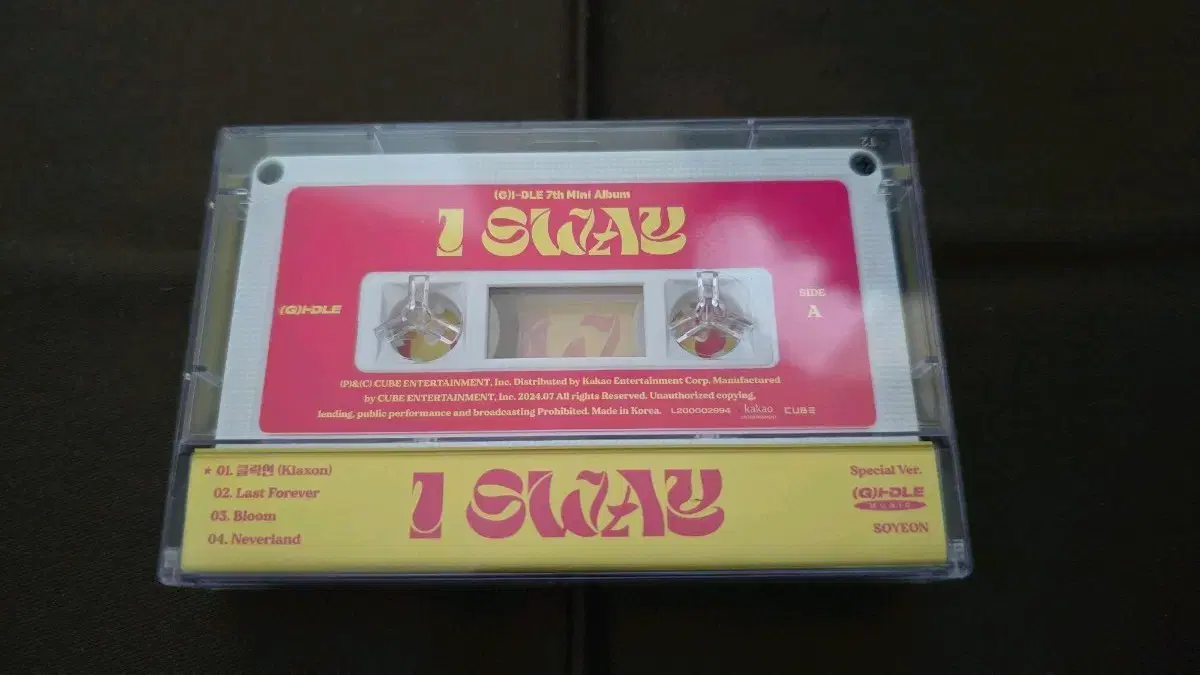 (G)I-DLE 7th Mini Album
I SWAY
(G)I-DLE
SIDE
A
(P)&(C) CUBE ENTERTAINMENT, Inc. Distributed by Kakao Entertainment Corp. Manufactured
by CUBE ENTERTAINMENT, Inc. 2024.07 All rights Reserved. Unauthorized copying,
lending, public performance and broadcasting Prohibited. Made in Korea. L200002994 kakao CUBE
★ 01. 클락션 (Klaxon)
02. Last Forever
03. Bloom
04. Neverland
I SWAY
Special Ver.
(G)I-DLE
MUSIC
SOYEON